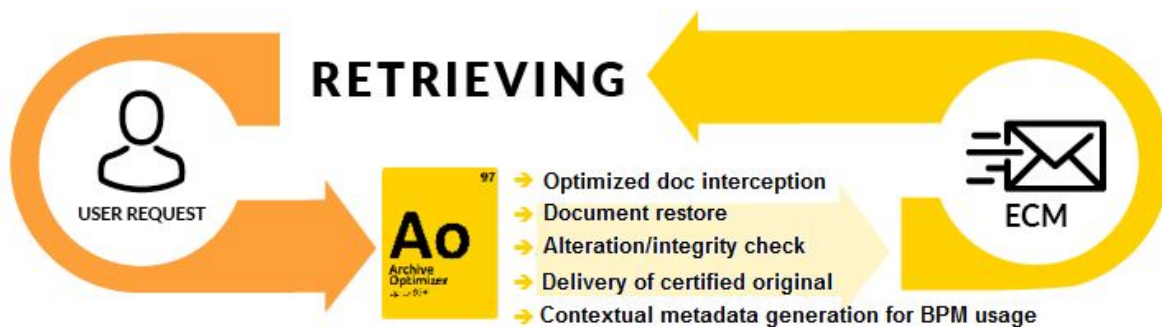 RETRIEVING
USER REQUEST
97
Ao
Archive
Optimizer
Optimized doc interception
Document restore
Alteration/integrity check
Delivery of certified original
Contextual metadata generation for BPM usage
ECM